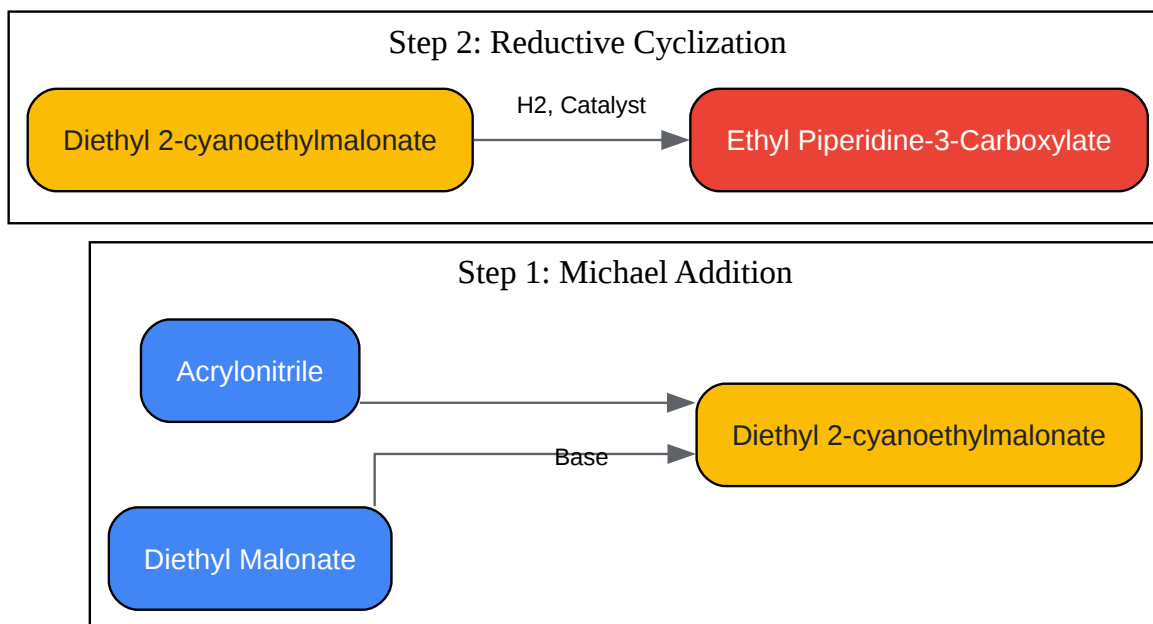 Step 2: Reductive Cyclization
H2, Catalyst
Diethyl 2-cyanoethylmalonate
Ethyl Piperidine-3-Carboxylate
Step 1: Michael Addition
Acrylonitrile
Diethyl 2-cyanoethylmalonate
Base
Diethyl Malonate